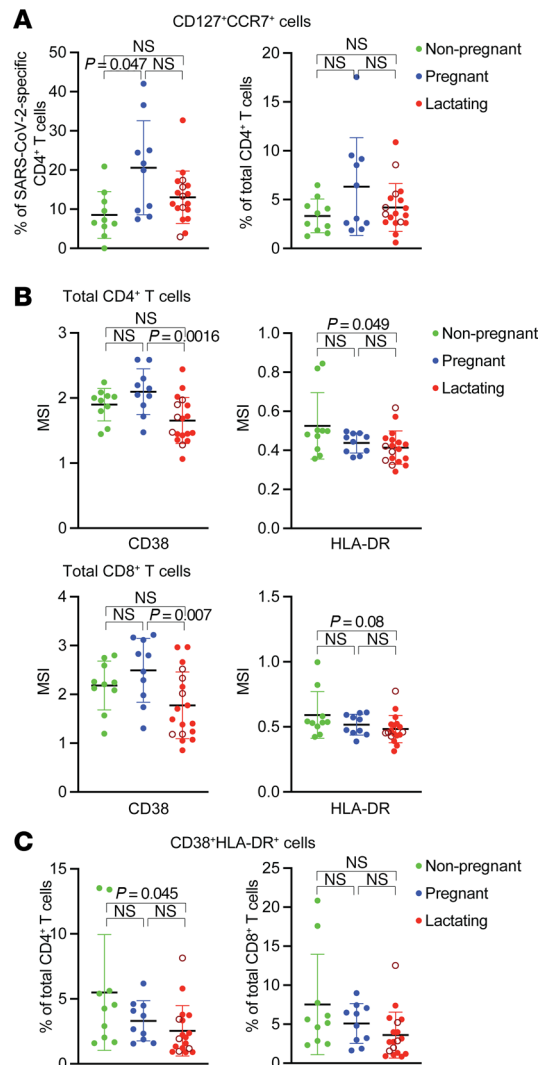 A
CD127⁺CCR7⁺ cells
% of SARS-CoV-2-specific
CD4⁺ T cells
50
40
30
20
10
0
NS
P = 0.047
NS
% of total CD4⁺ T cells
20
15
10
5
0
NS
NS
NS
Non-pregnant
Pregnant
Lactating
B
Total CD4⁺ T cells
MSI
3
2
1
0
NS
NS
P = 0.0016
CD38
MSI
1.0
0.8
0.6
0.4
0.2
0.0
P = 0.049
NS
NS
HLA-DR
Non-pregnant
Pregnant
Lactating
Total CD8⁺ T cells
MSI
4
3
2
1
0
NS
NS
P = 0.007
CD38
MSI
1.5
1.0
0.5
0.0
P = 0.08
NS
NS
HLA-DR
C
CD38⁺HLA-DR⁺ cells
% of total CD4⁺ T cells
15
10
5
0
P = 0.045
NS
NS
% of total CD8⁺ T cells
25
20
15
10
5
0
NS
NS
NS
Non-pregnant
Pregnant
Lactating